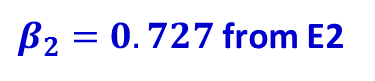 β₂ = 0.727 from E2